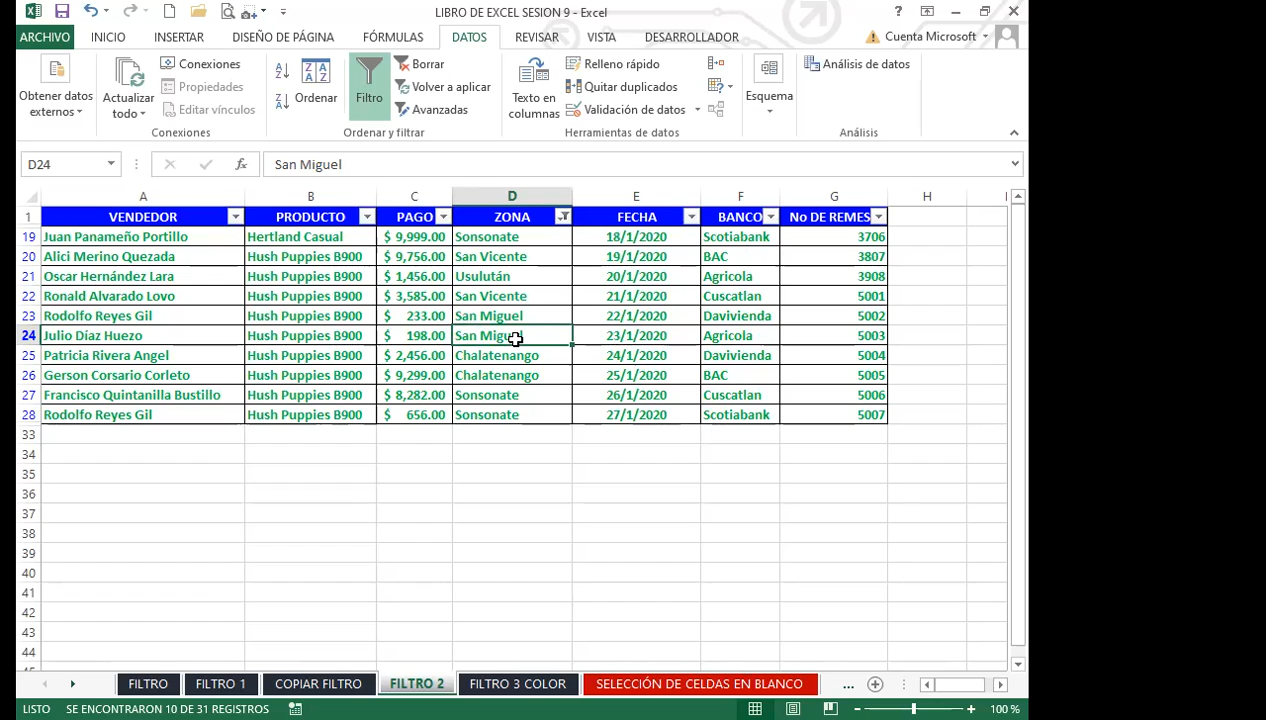 LIBRO DE EXCEL SESION 9 - Excel
ARCHIVO INICIO INSERTAR DISEÑO DE PÁGINA FÓRMULAS DATOS REVISAR VISTA DESARROLLADOR Cuenta Microsoft
Obtener datos externos
Actualizar todo
Conexiones
Propiedades
Editar vínculos
Conexiones
Ordenar
Filtro
Borrar
Volver a aplicar
Avanzadas
Ordenar y filtrar
Texto en columnas
Relleno rápido
Quitar duplicados
Validación de datos
Herramientas de datos
Esquema
Análisis de datos
Análisis
D24 fx San Miguel
A B C D E F G H I
1 VENDEDOR PRODUCTO PAGO ZONA FECHA BANCO No DE REMES
19 Juan Panameño Portillo Hertland Casual $ 9,999.00 Sonsonate 18/1/2020 Scotiabank 3706
20 Alici Merino Quezada Hush Puppies B900 $ 9,756.00 San Vicente 19/1/2020 BAC 3807
21 Oscar Hernández Lara Hush Puppies B900 $ 1,456.00 Usulután 20/1/2020 Agricola 3908
22 Ronald Alvarado Lovo Hush Puppies B900 $ 3,585.00 San Vicente 21/1/2020 Cuscatlan 5001
23 Rodolfo Reyes Gil Hush Puppies B900 $ 233.00 San Miguel 22/1/2020 Davivienda 5002
24 Julio Díaz Huezo Hush Puppies B900 $ 198.00 San Miguel 23/1/2020 Agricola 5003
25 Patricia Rivera Angel Hush Puppies B900 $ 2,456.00 Chalatenango 24/1/2020 Davivienda 5004
26 Gerson Corsario Corleto Hush Puppies B900 $ 9,299.00 Chalatenango 25/1/2020 BAC 5005
27 Francisco Quintanilla Bustillo Hush Puppies B900 $ 8,282.00 Sonsonate 26/1/2020 Cuscatlan 5006
28 Rodolfo Reyes Gil Hush Puppies B900 $ 656.00 Sonsonate 27/1/2020 Scotiabank 5007
33
34
35
36
37
38
39
40
41
42
43
44
FILTRO FILTRO 1 COPIAR FILTRO FILTRO 2 FILTRO 3 COLOR SELECCIÓN DE CELDAS EN BLANCO ...
LISTO SE ENCONTRARON 10 DE 31 REGISTROS 100 %